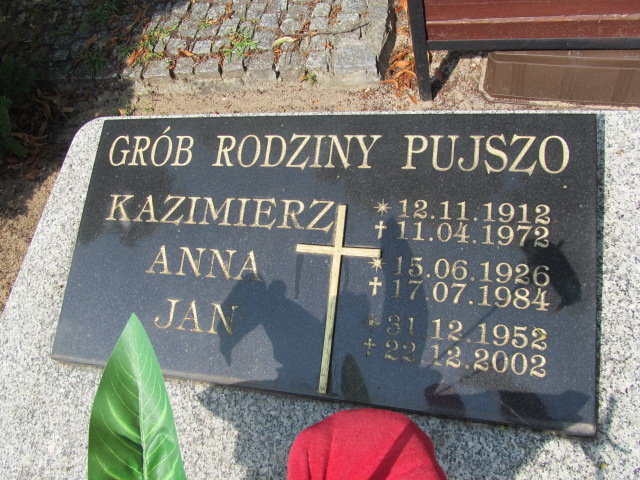 GRÓB RODZINY PUJSZO
KAZIMIERZ * 12.11.1912
† 11.04.1972
ANNA * 15.06.1926
† 17.07.1984
JAN * 31.12.1952
† 22.12.2002